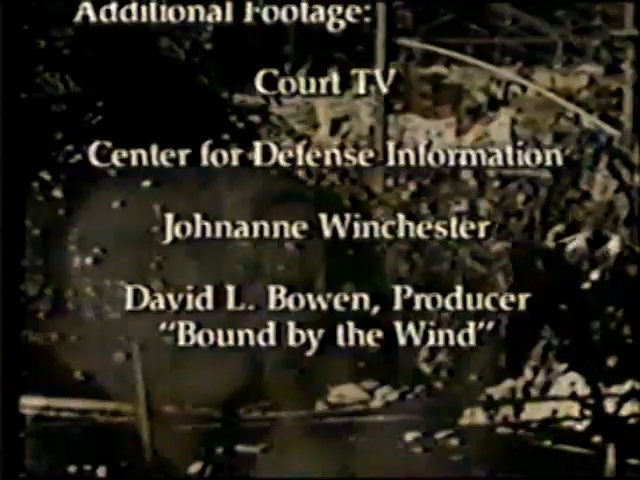 Additional Footage:
Court TV
Center for Defense Information
Johnanne Winchester
David L. Bowen, Producer
"Bound by the Wind"